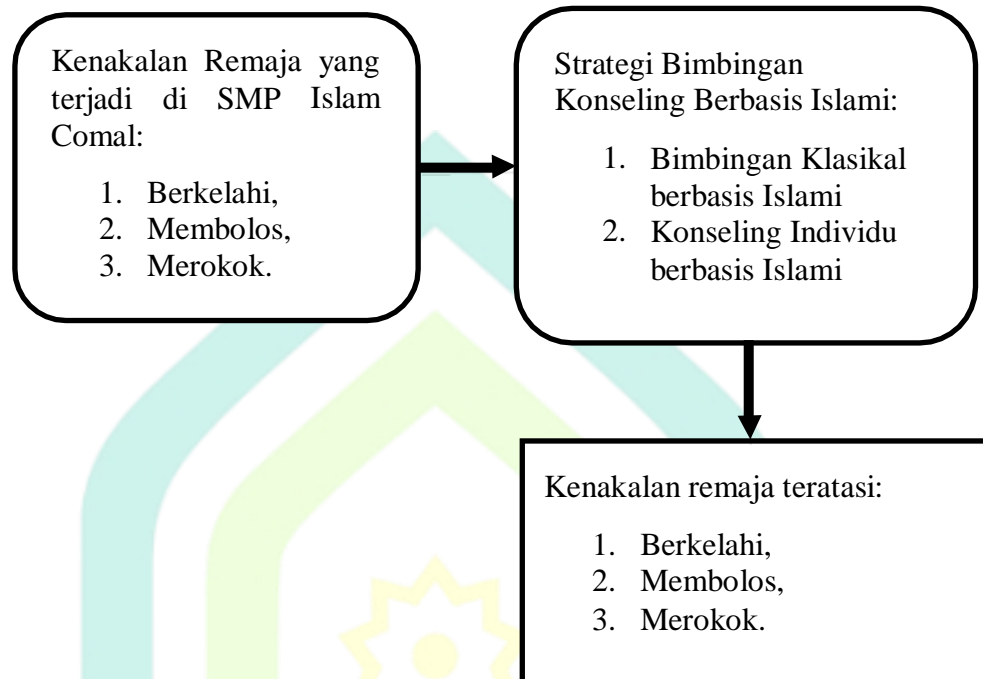 Kenakalan Remaja yang
terjadi di SMP Islam
Comal:
1. Berkelahi,
2. Membolos,
3. Merokok.
Strategi Bimbingan
Konseling Berbasis Islami:
1. Bimbingan Klasikal
berbasis Islami
2. Konseling Individu
berbasis Islami
Kenakalan remaja teratasi:
1. Berkelahi,
2. Membolos,
3. Merokok.